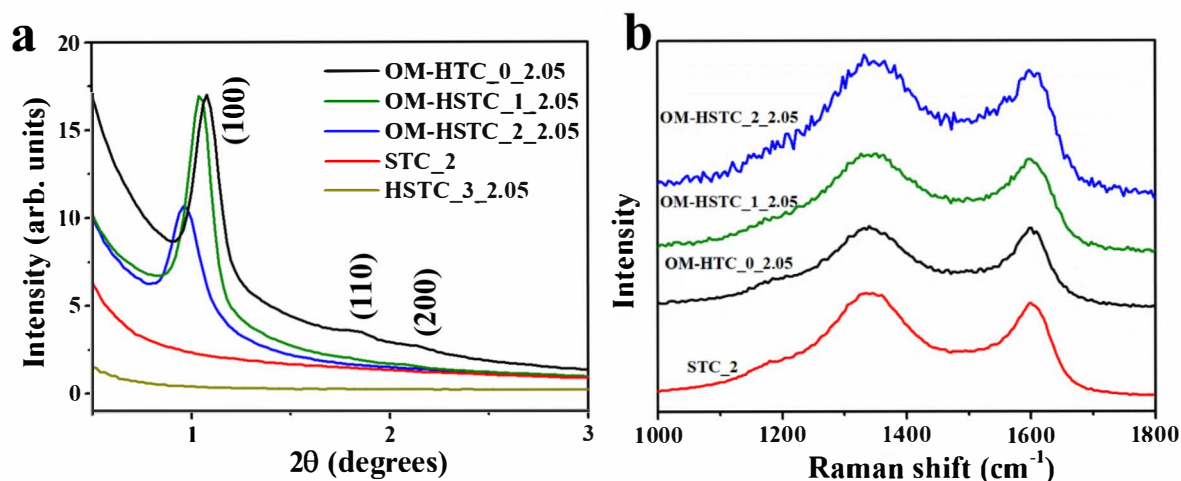 a
Intensity (arb. units)
20
15
10
5
0
OM-HTC_0_2.05
OM-HSTC_1_2.05
OM-HSTC_2_2.05
STC_2
HSTC_3_2.05
(100)
(110)
(200)
1
2
3
2θ (degrees)
b
Intensity
OM-HSTC_2_2.05
OM-HSTC_1_2.05
OM-HTC_0_2.05
STC_2
1000
1200
1400
1600
1800
Raman shift (cm⁻¹)